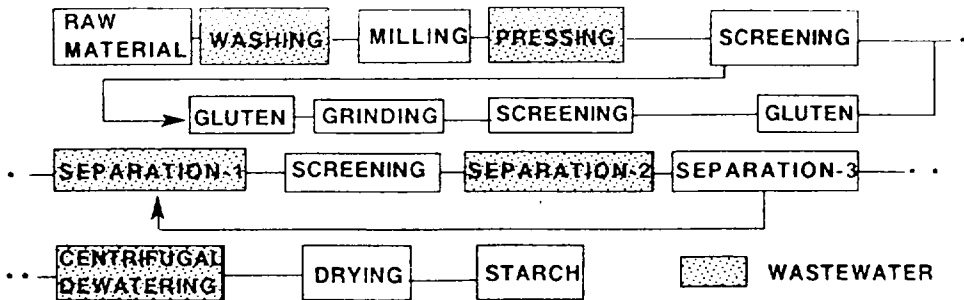 RAW
MATERIAL
WASHING
MILLING
PRESSING
SCREENING
GLUTEN
GRINDING
SCREENING
GLUTEN
SEPARATION-1
SCREENING
SEPARATION-2
SEPARATION-3
CENTRIFUGAL
DEWATERING
DRYING
STARCH
WASTEWATER